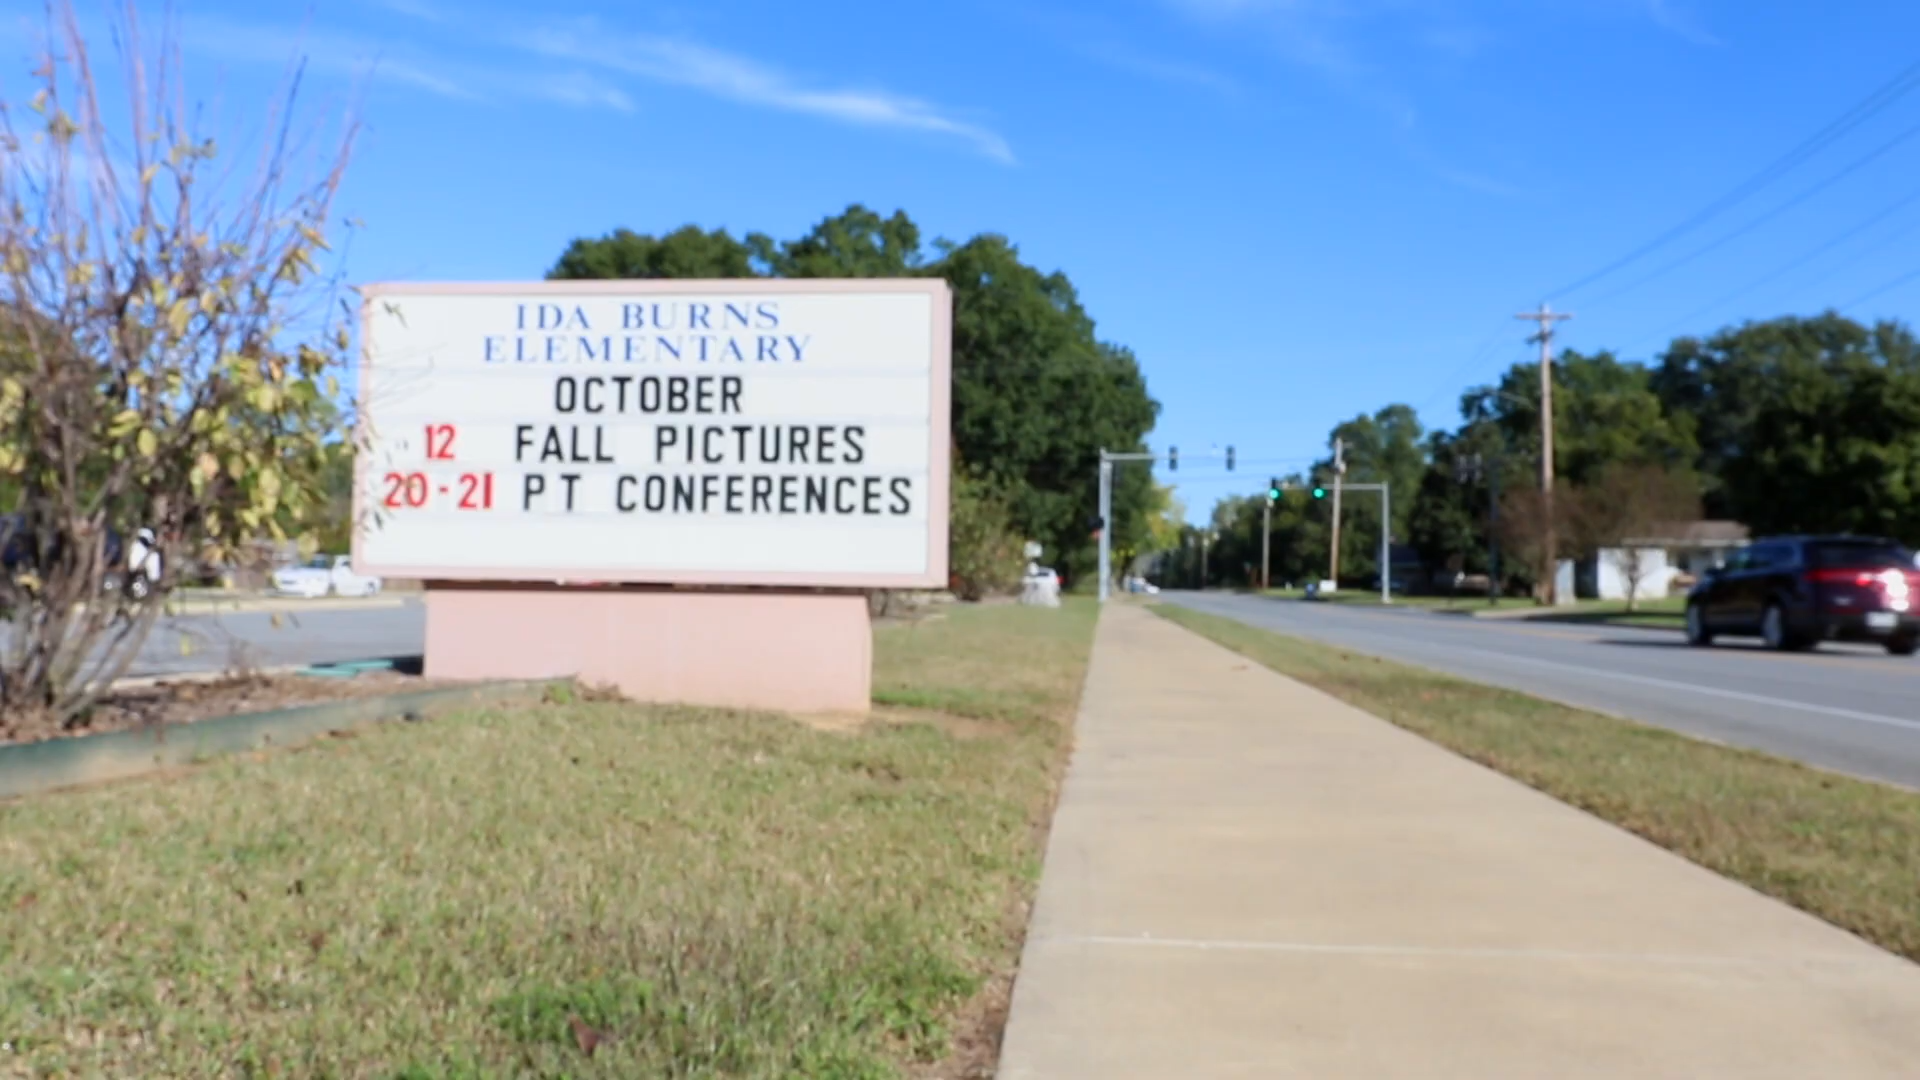 IDA BURNS
ELEMENTARY
OCTOBER
12 FALL PICTURES
20-21 PT CONFERENCES